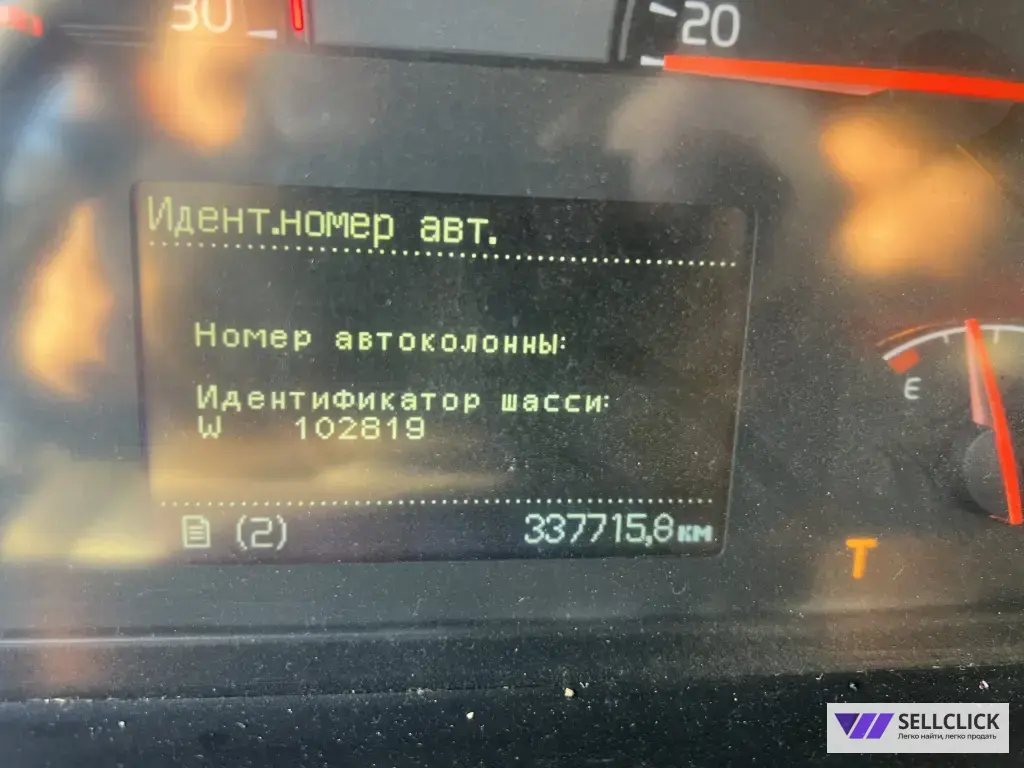 30
20
Идент.номер авт.
Номер автоколонны:
Идентификатор шасси:
W 102819
(2) 337715,8км
E
T
SELLCLICK
Легко найти, легко продать